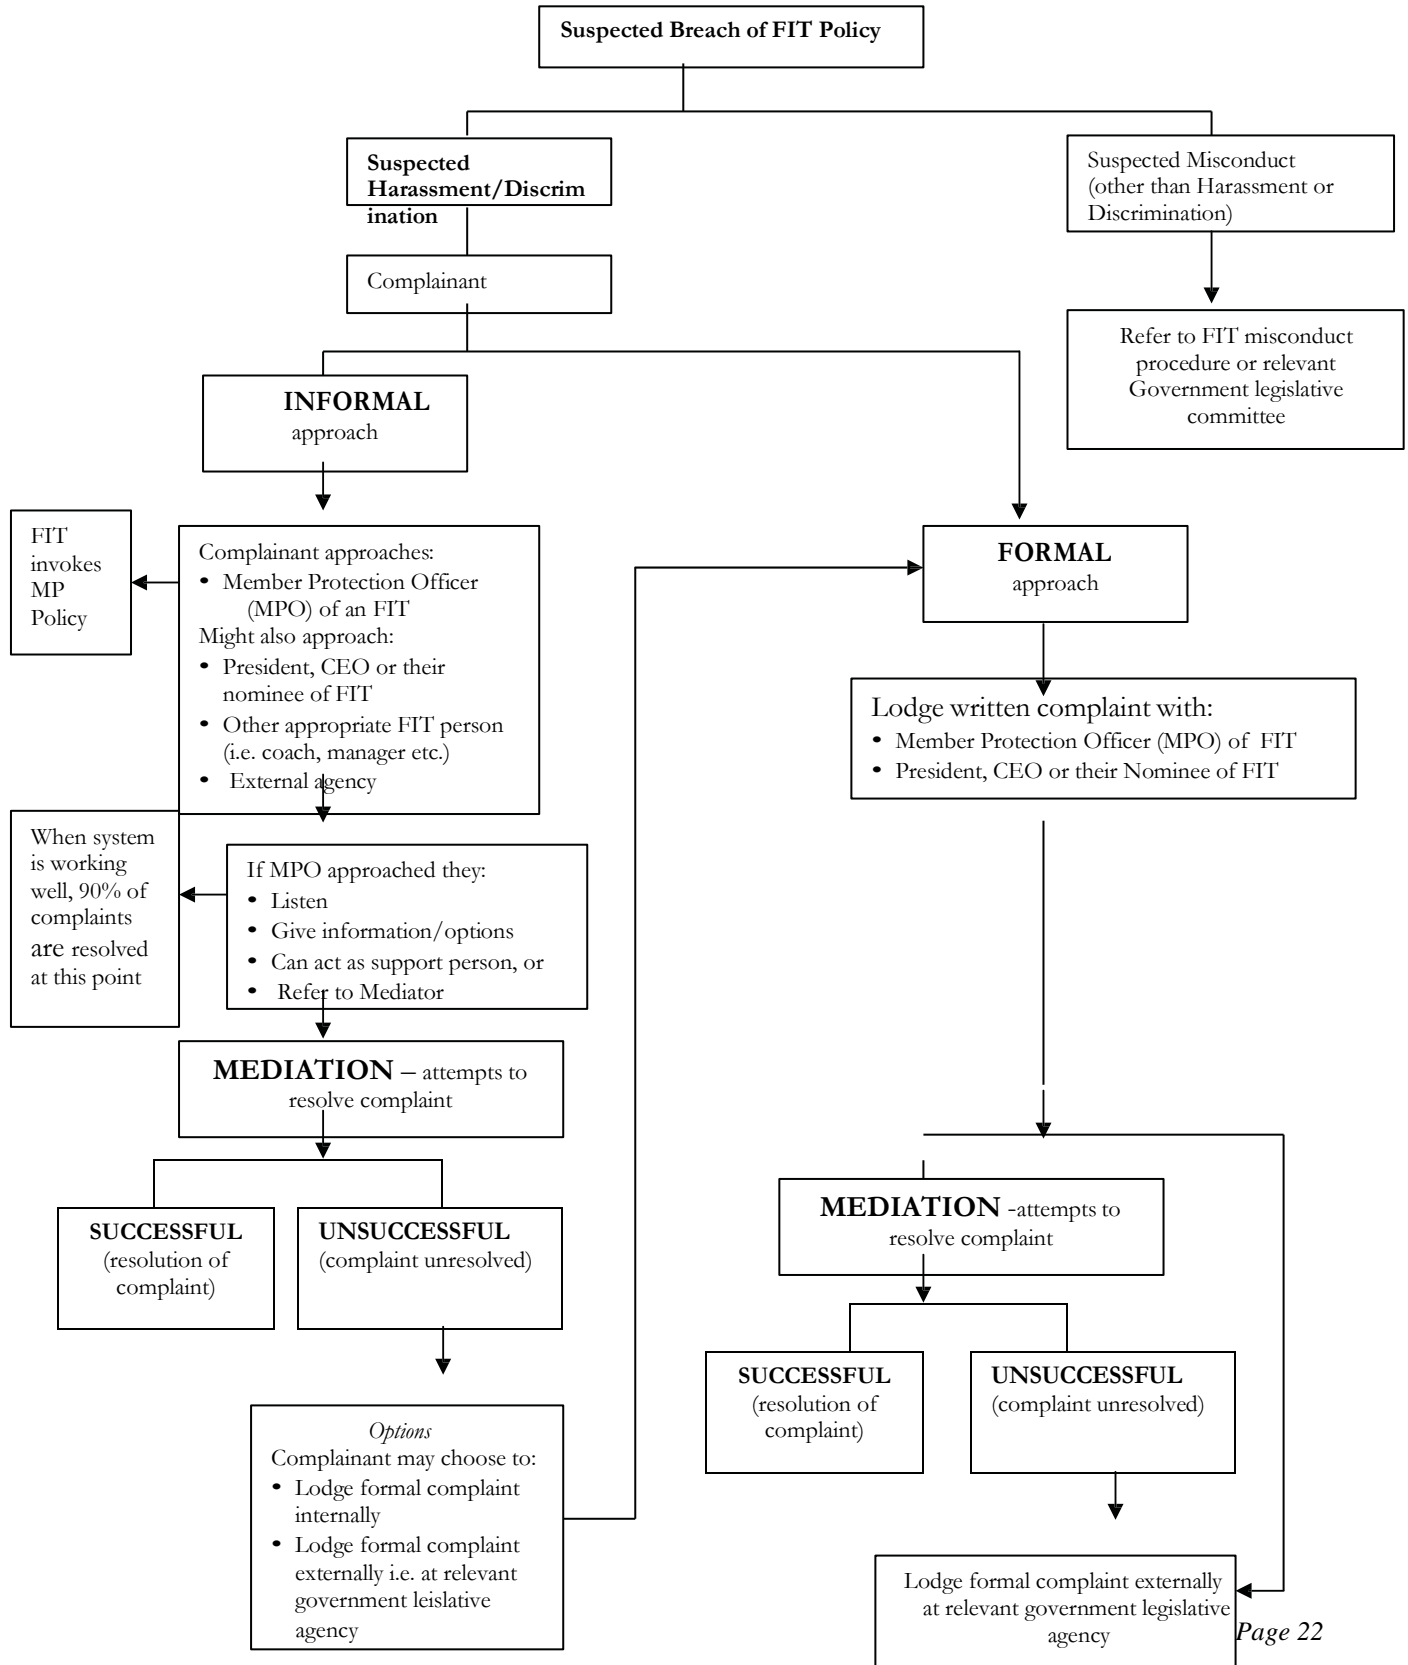 Suspected Breach of FIT Policy
Suspected
Harassment/Discrim
ination
Suspected Misconduct
(other than Harassment or
Discrimination)
Complainant
Refer to FIT misconduct
procedure or relevant
Government legislative
committee
INFORMAL
approach
FIT
invokes
MP
Policy
Complainant approaches:
• Member Protection Officer
(MPO) of an FIT
Might also approach:
• President, CEO or their
nominee of FIT
• Other appropriate FIT person
(i.e. coach, manager etc.)
• External agency
FORMAL
approach
Lodge written complaint with:
• Member Protection Officer (MPO) of FIT
• President, CEO or their Nominee of FIT
When system
is working
well, 90% of
complaints
are resolved
at this point
If MPO approached they:
• Listen
• Give information/options
• Can act as support person, or
• Refer to Mediator
MEDIATION – attempts to
resolve complaint
SUCCESSFUL
(resolution of
complaint)
UNSUCCESSFUL
(complaint unresolved)
MEDIATION -attempts to
resolve complaint
SUCCESSFUL
(resolution of
complaint)
UNSUCCESSFUL
(complaint unresolved)
Options
Complainant may choose to:
• Lodge formal complaint
internally
• Lodge formal complaint
externally i.e. at relevant
government leislative
agency
Lodge formal complaint externally
at relevant government legislative
agency
Page 22